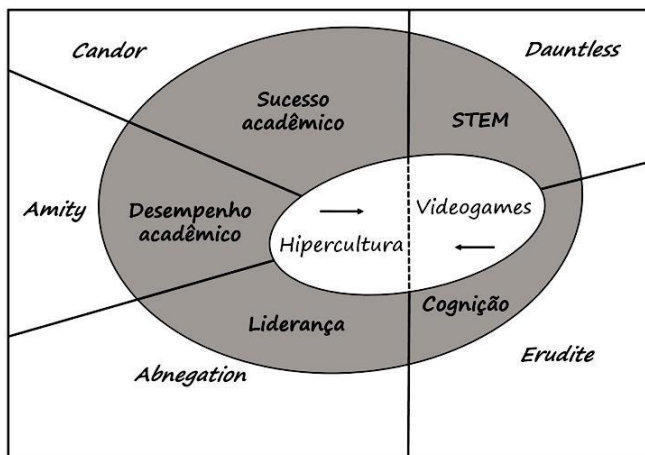 Candor
Dauntless
Sucesso
acadêmico
STEM
Amity
Desempenho
acadêmico
Videogames
Hipercultura
Cognição
Liderança
Erudite
Abnegation